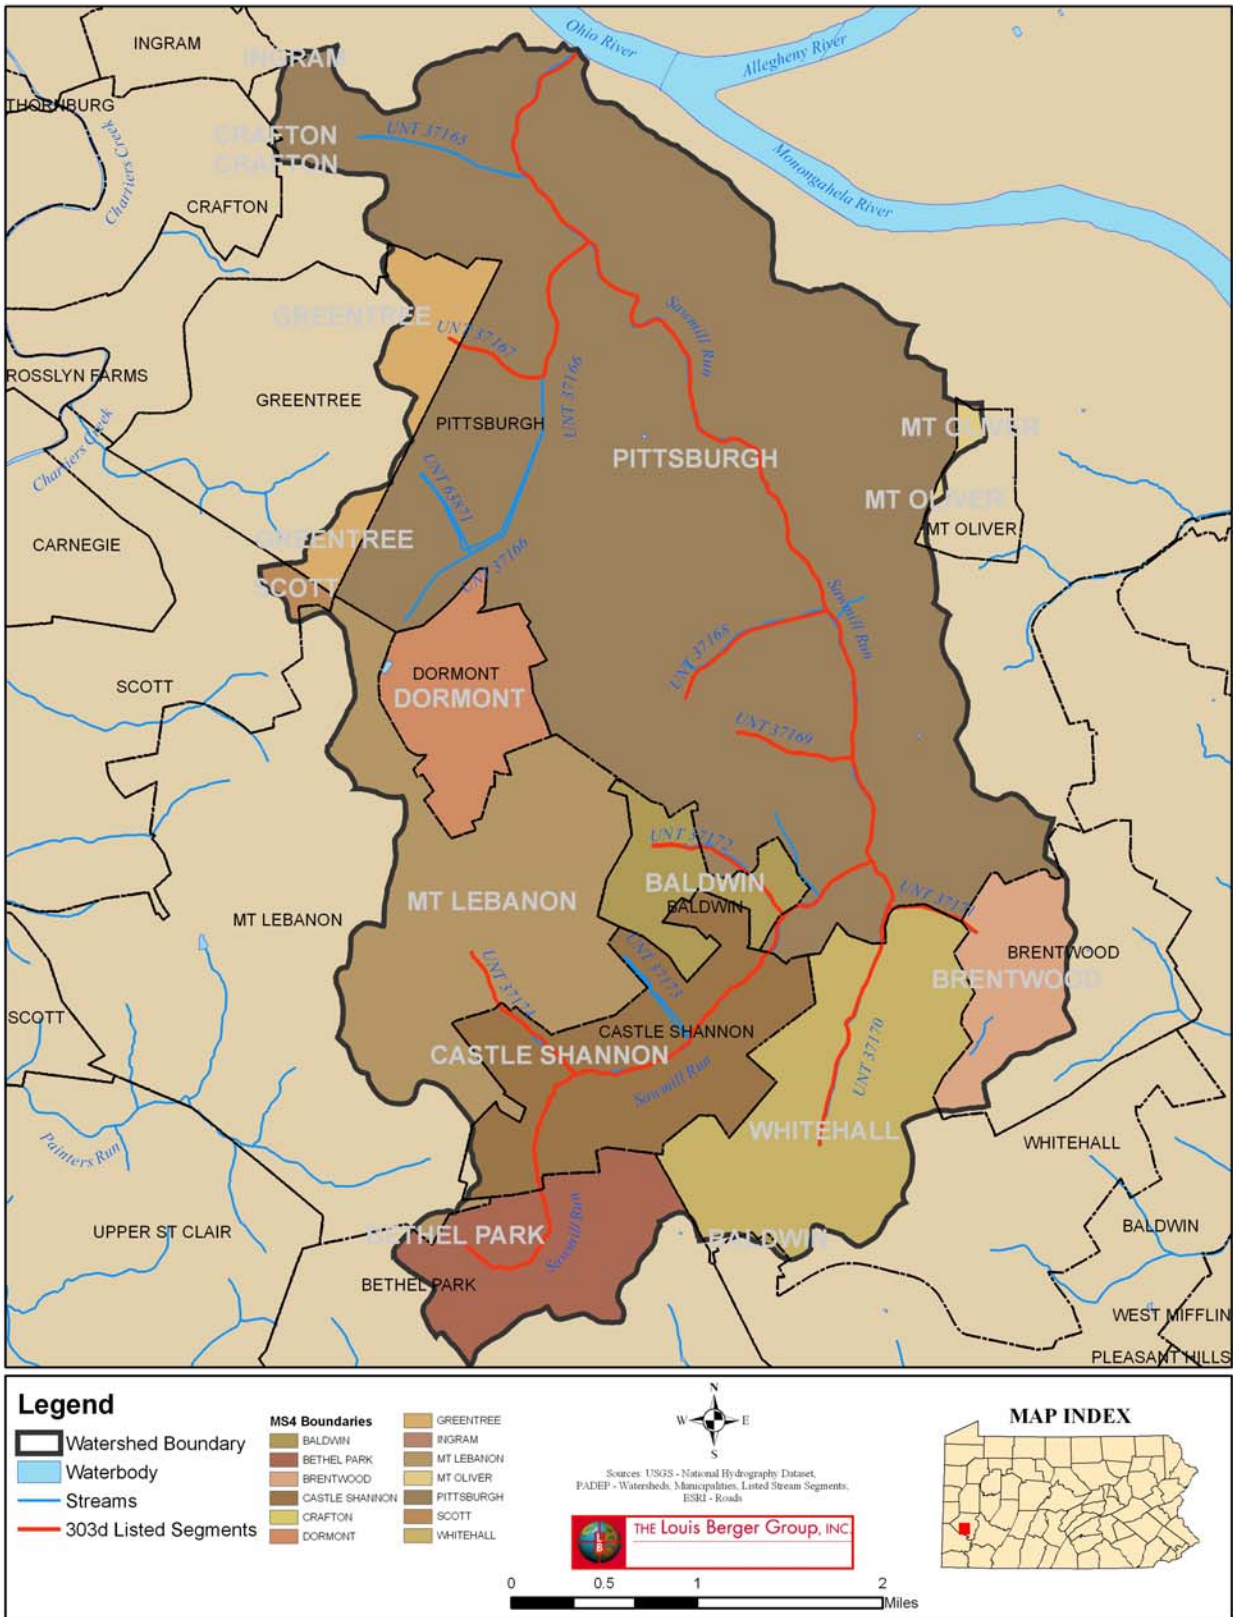 INGRAM
INGRAM
Ohio River
Allegheny River
THORNBURG
CRAFTON
CRAFTON
UNT 37165
Chartiers Creek
Monongahela River
CRAFTON
GREENTREE
Sawmill Run
UNT 37167
ROSSLYN FARMS
GREENTREE
UNT 37166
PITTSBURGH
MT OLIVER
PITTSBURGH
Chartiers Creek
UNT 63871
MT OLIVER
MT OLIVER
CARNEGIE
GREENTREE
UNT 37166
SCOTT
Sawmill Run
UNT 37168
SCOTT
DORMONT
DORMONT
UNT 37169
UNT 37172
BALDWIN
BALDWIN
MT LEBANON
MT LEBANON
UNT 37171
BRENTWOOD
BRENTWOOD
UNT 37173
UNT 37174
SCOTT
CASTLE SHANNON
CASTLE SHANNON
UNT 37170
Sawmill Run
WHITEHALL
WHITEHALL
Painters Run
UPPER ST CLAIR
BETHEL PARK
Sawmill Run
BALDWIN
BALDWIN
BETHEL PARK
WEST MIFFLIN
PLEASANT HILLS
Legend
Watershed Boundary
Waterbody
Streams
303d Listed Segments
MS4 Boundaries
BALDWIN
BETHEL PARK
BRENTWOOD
CASTLE SHANNON
CRAFTON
DORMONT
GREENTREE
INGRAM
MT LEBANON
MT OLIVER
PITTSBURGH
SCOTT
WHITEHALL
N
W E
S
Sources: USGS - National Hydrography Dataset,
PADEP - Watersheds, Municipalities, Listed Stream Segments,
ESRI - Roads
L
B
THE Louis Berger Group, INC.
0 0.5 1 2
Miles
MAP INDEX